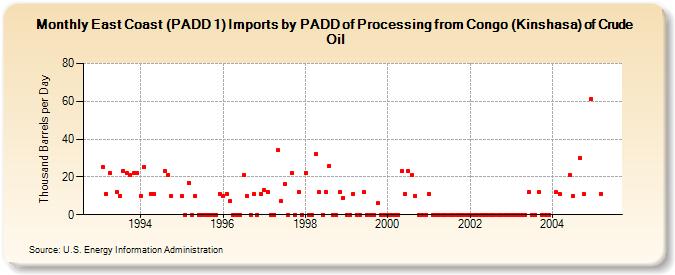 Monthly East Coast (PADD 1) Imports by PADD of Processing from Congo (Kinshasa) of Crude
Oil
Thousand Barrels per Day
80
60
40
20
0
1994
1996
1998
2000
2002
2004
Source: U.S. Energy Information Administration